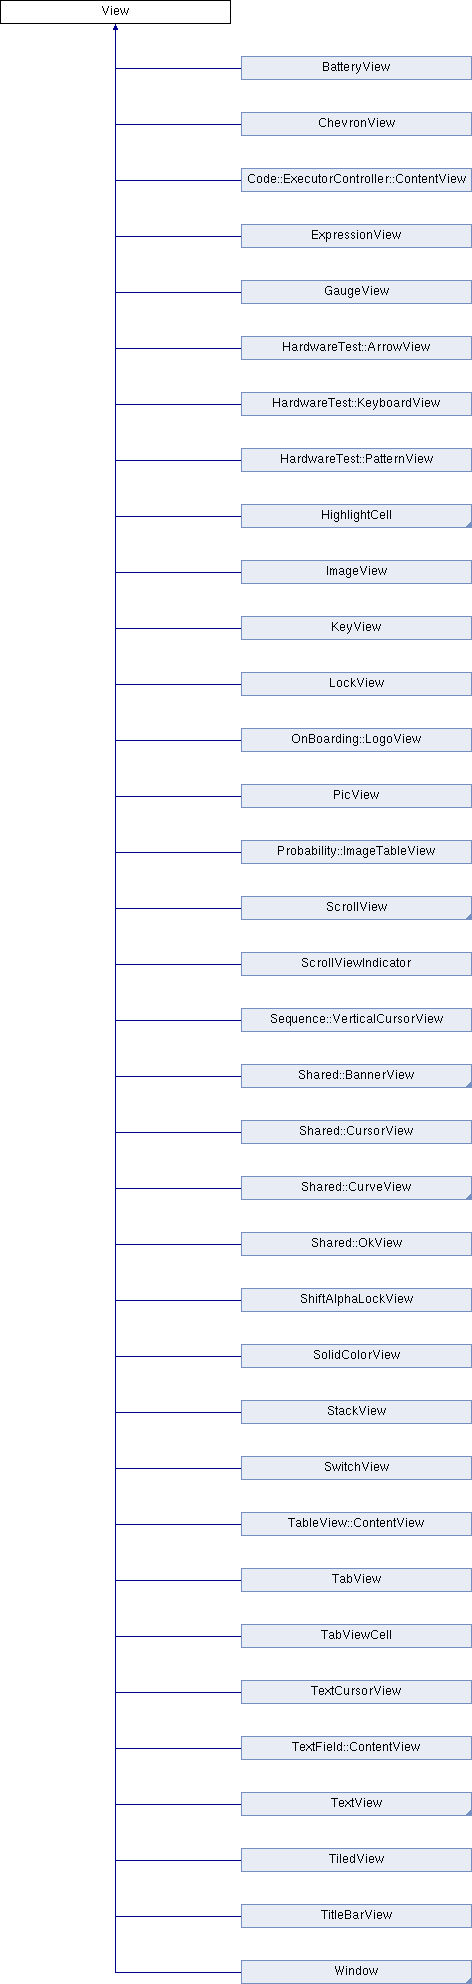 View
BatteryView
ChevronView
Code::ExecutorController::ContentView
ExpressionView
GaugeView
HardwareTest::ArrowView
HardwareTest::KeyboardView
HardwareTest::PatternView
HighlightCell
ImageView
KeyView
LockView
OnBoarding::LogoView
PicView
Probability::ImageTableView
ScrollView
ScrollViewIndicator
Sequence::VerticalCursorView
Shared::BannerView
Shared::CursorView
Shared::CurveView
Shared::OkView
ShiftAlphaLockView
SolidColorView
StackView
SwitchView
TableView::ContentView
TabView
TabViewCell
TextCursorView
TextField::ContentView
TextView
TiledView
TitleBarView
Window